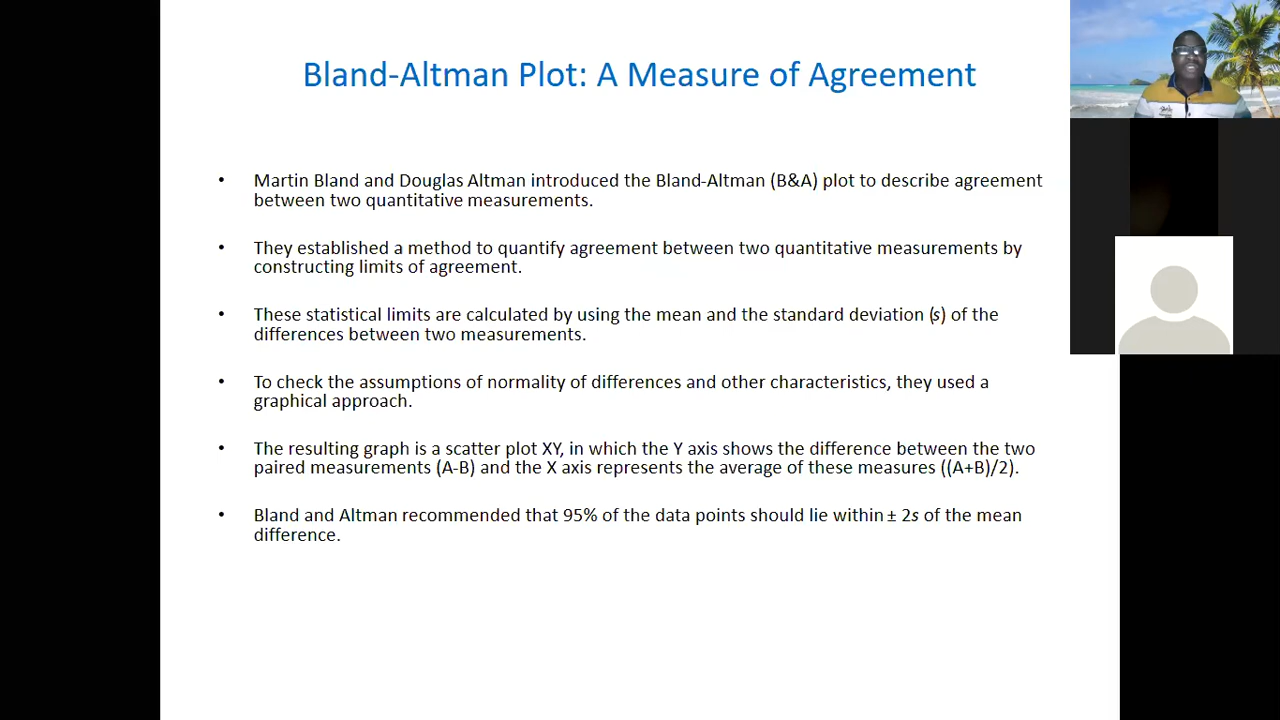 Bland-Altman Plot: A Measure of Agreement
• Martin Bland and Douglas Altman introduced the Bland-Altman (B&A) plot to describe agreement
between two quantitative measurements.
• They established a method to quantify agreement between two quantitative measurements by
constructing limits of agreement.
• These statistical limits are calculated by using the mean and the standard deviation (s) of the
differences between two measurements.
• To check the assumptions of normality of differences and other characteristics, they used a
graphical approach.
• The resulting graph is a scatter plot XY, in which the Y axis shows the difference between the two
paired measurements (A-B) and the X axis represents the average of these measures ((A+B)/2).
• Bland and Altman recommended that 95% of the data points should lie within ± 2s of the mean
difference.